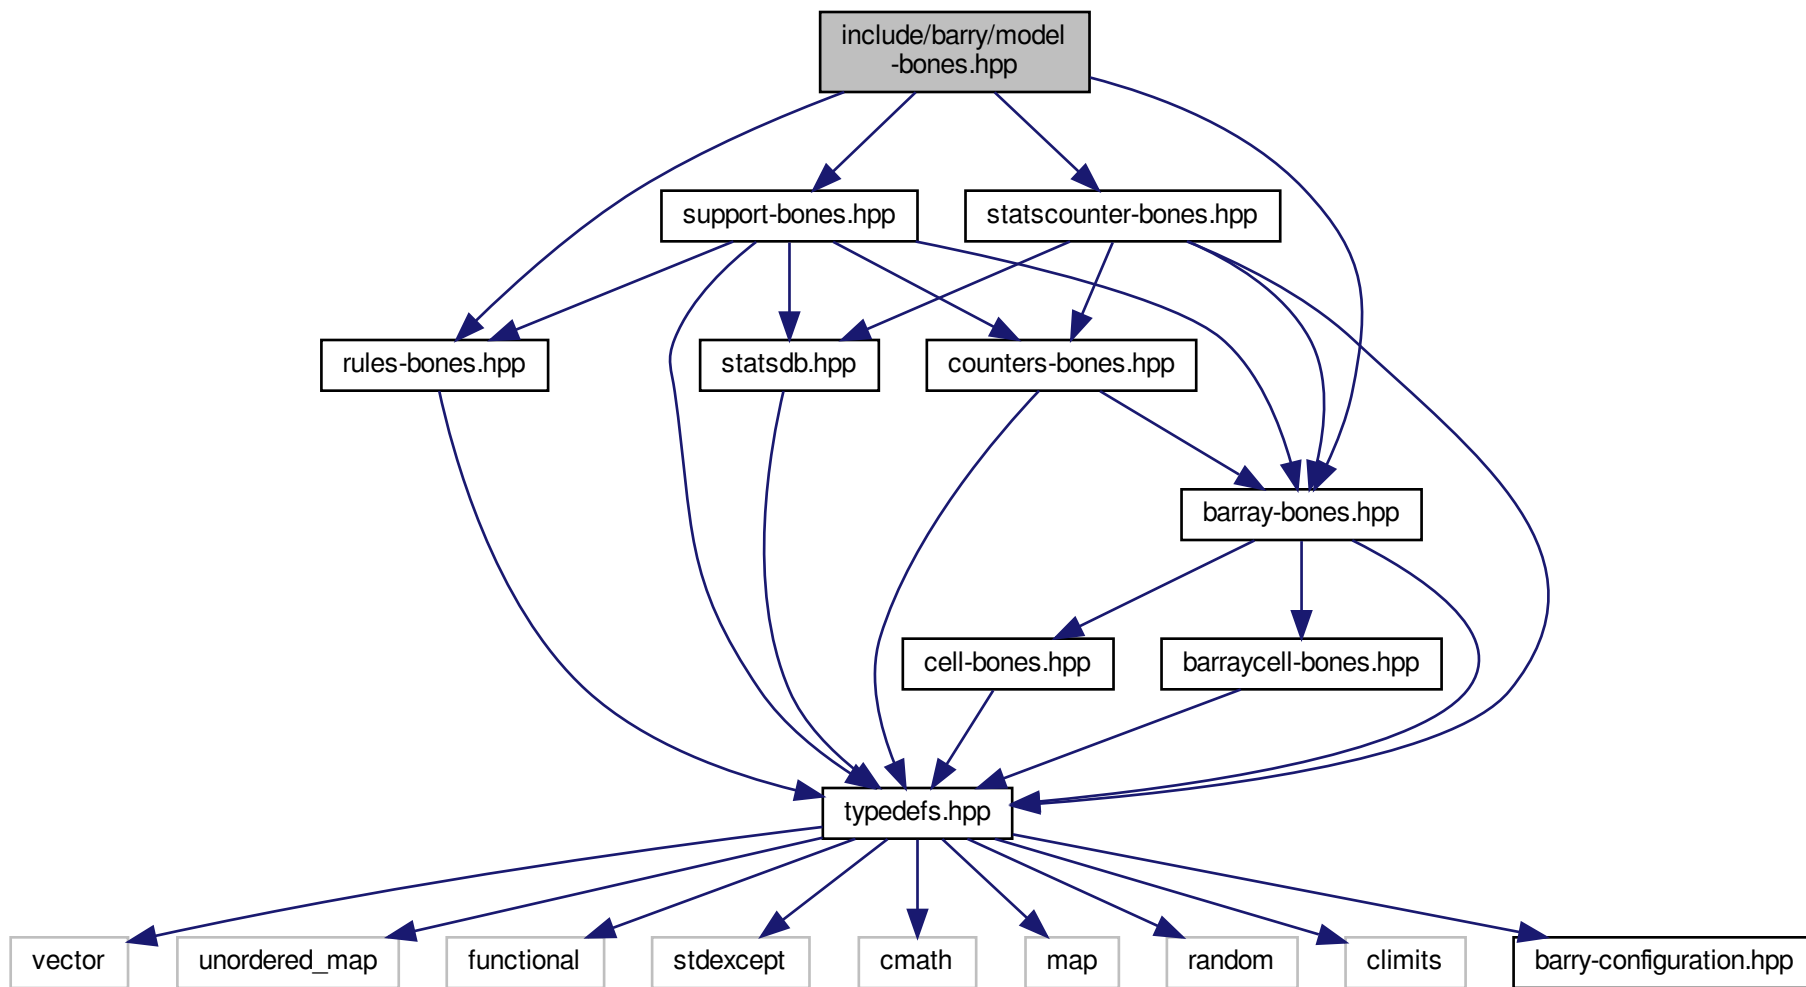 include/barry/model
-bones.hpp
support-bones.hpp
statscounter-bones.hpp
rules-bones.hpp
statsdb.hpp
counters-bones.hpp
barray-bones.hpp
cell-bones.hpp
barraycell-bones.hpp
typedefs.hpp
vector
unordered_map
functional
stdexcept
cmath
map
random
climits
barry-configuration.hpp